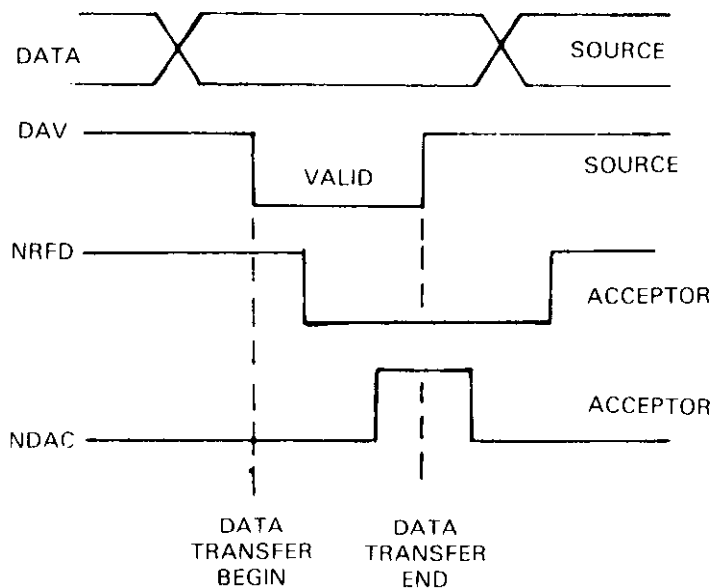 DATA SOURCE
DAV VALID SOURCE
NRFD ACCEPTOR
NDAC ACCEPTOR
DATA TRANSFER BEGIN
DATA TRANSFER END